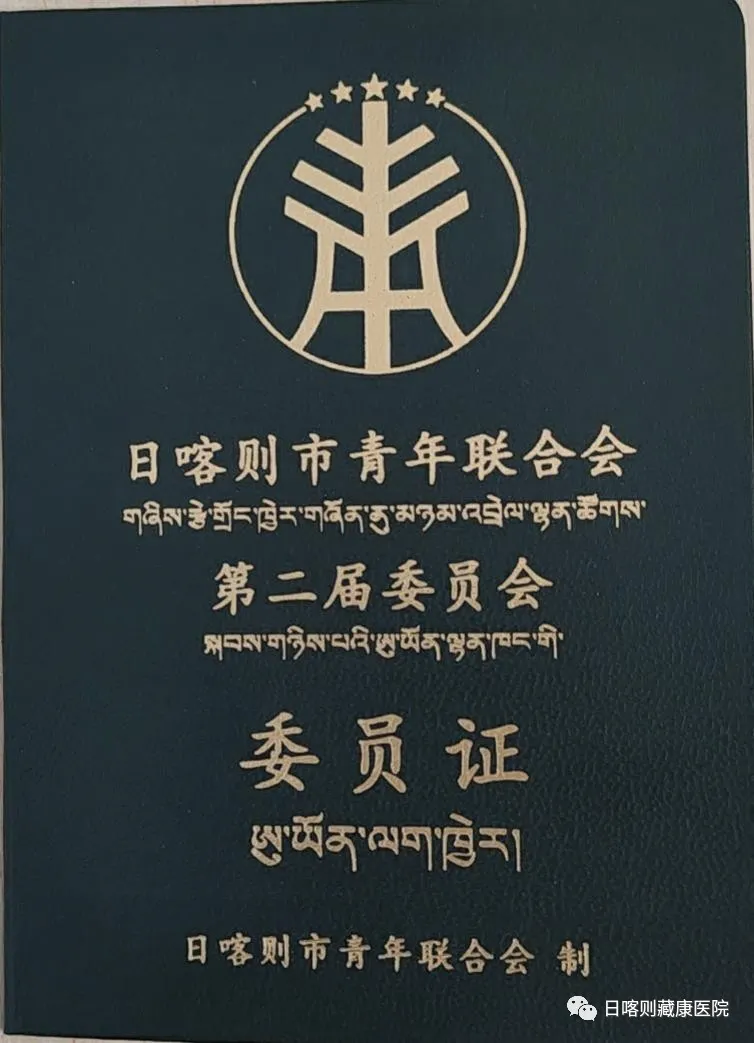 日喀则市青年联合会
གཞིས་རྩེ་གྲོང་ཁྱེར་གཞོན་ནུ་མཉམ་འབྲེལ་ལྷན་ཚོགས་
第二届委员会
སྐབས་གཉིས་པའི་ཨུ་ཡོན་ལྷན་ཁང་གི་
委员证
ཨུ་ཡོན་ལག་ཁྱེར།
日喀则市青年联合会 制
日喀则藏康医院